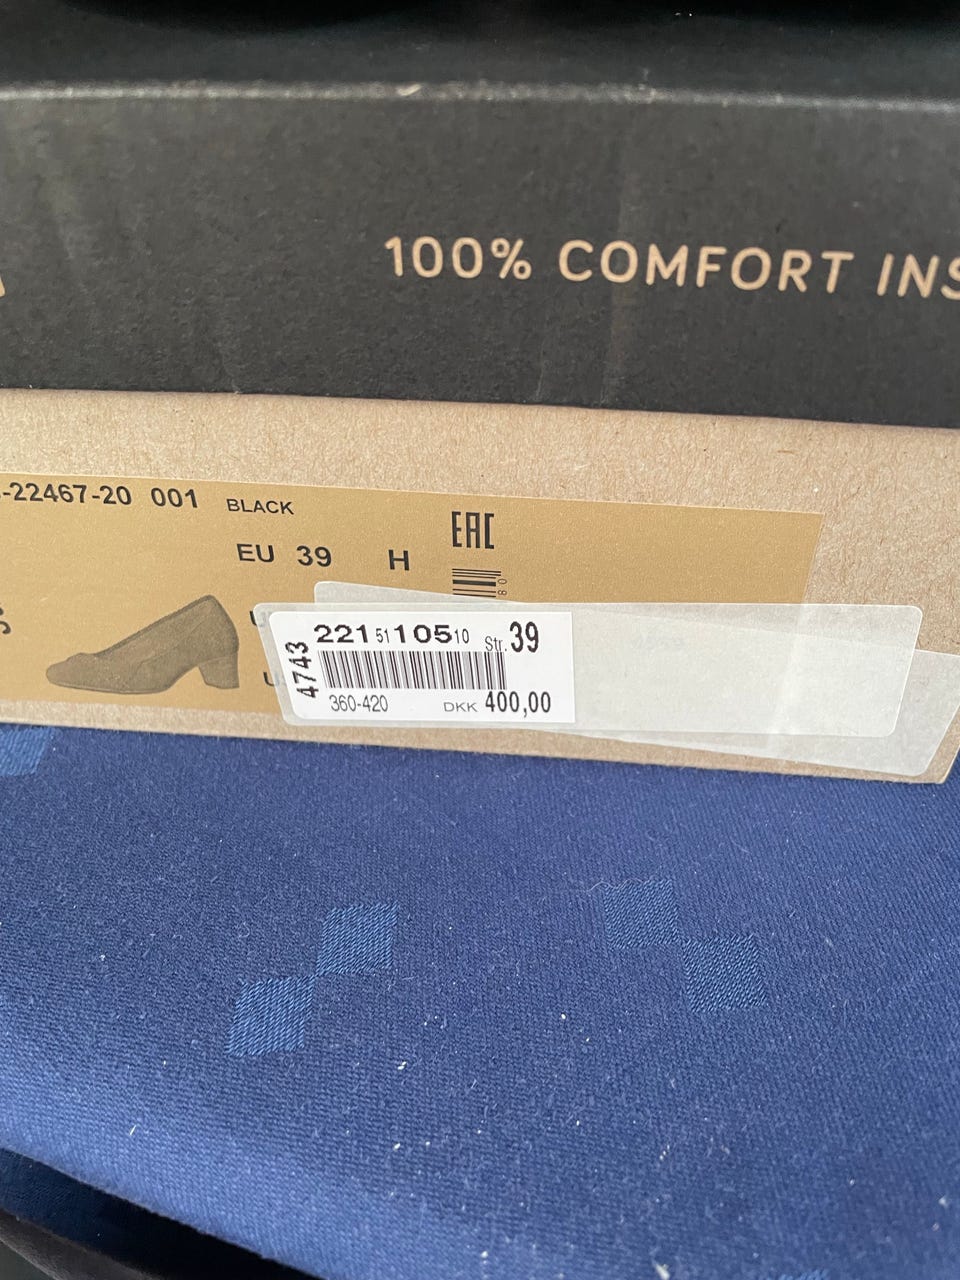 100% COMFORT INS
-22467-20 001 BLACK
EU 39 H
EAC
4743
221 51 105 10 Str. 39
360-420 DKK 400,00